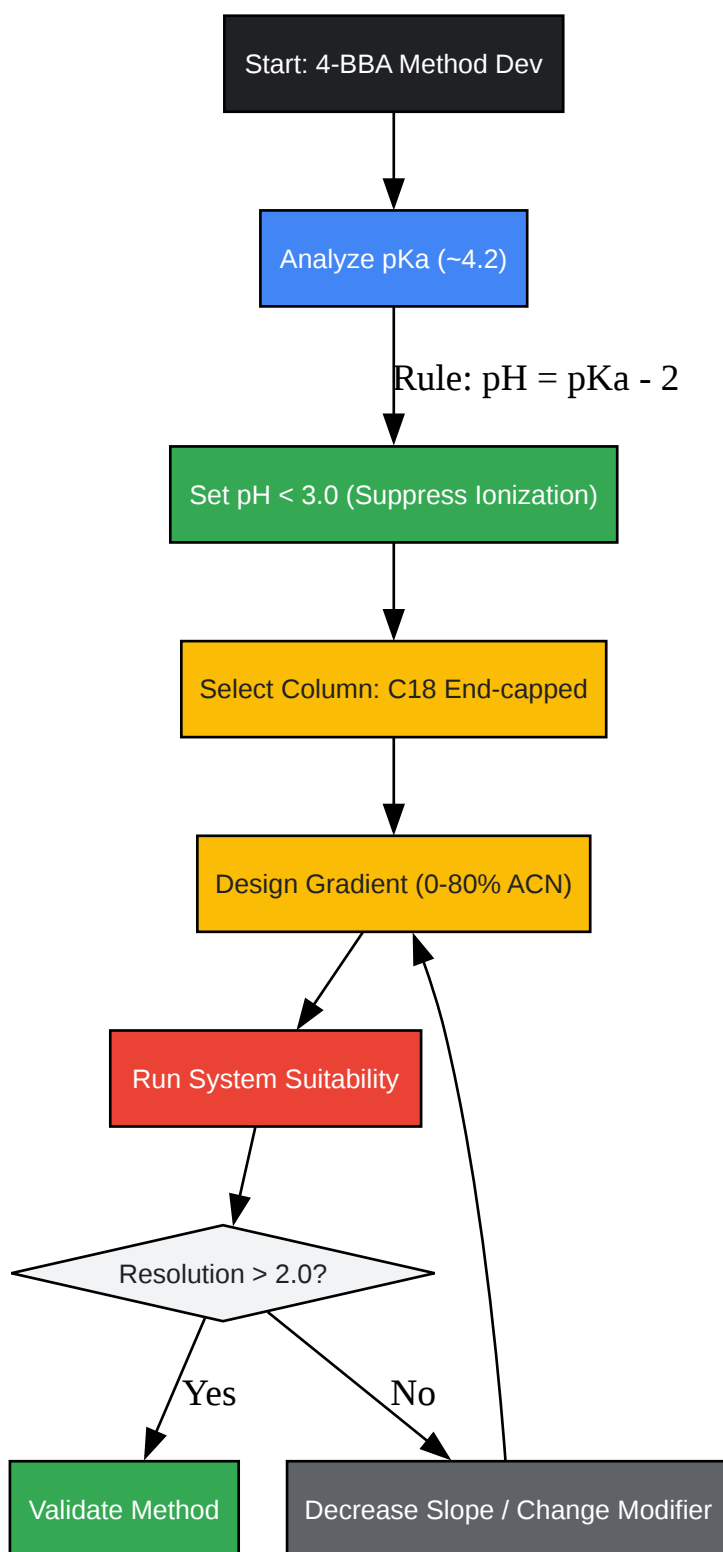 Start: 4-BBA Method Dev
Analyze pKa (~4.2)
Rule: pH = pKa - 2
Set pH < 3.0 (Suppress Ionization)
Select Column: C18 End-capped
Design Gradient (0-80% ACN)
Run System Suitability
Resolution > 2.0?
Yes
No
Validate Method
Decrease Slope / Change Modifier